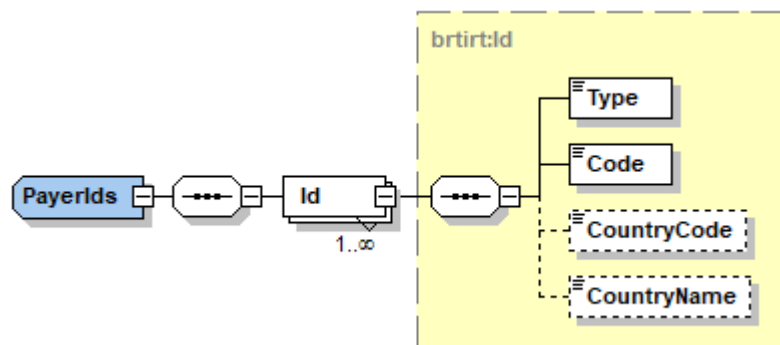 brtirt:Id
Type
PayerIds
Id
Code
1..∞
CountryCode
CountryName